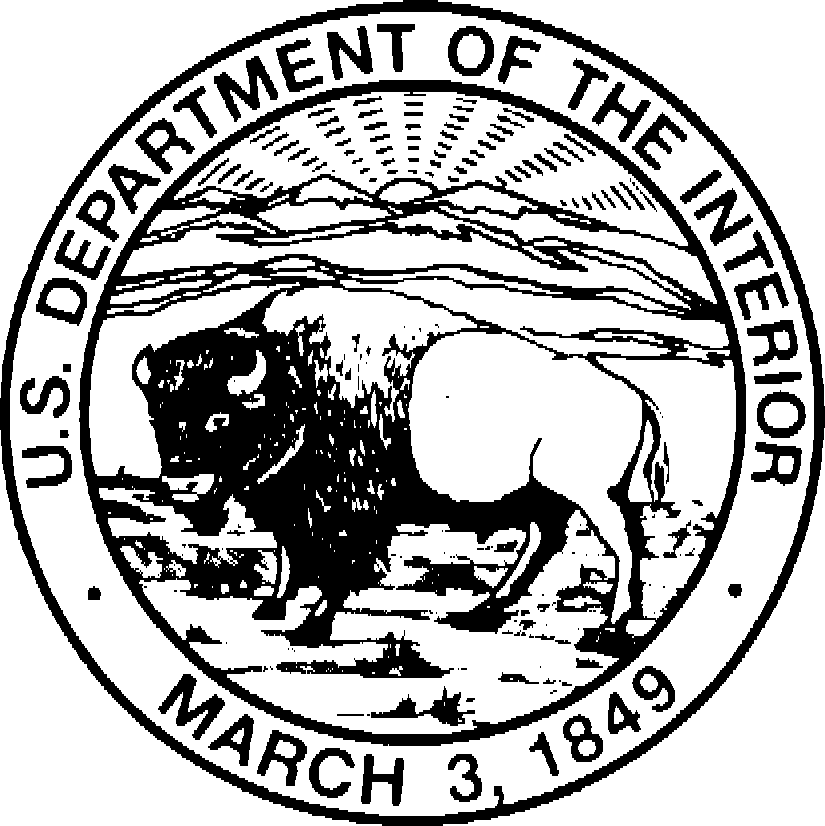 U.S. DEPARTMENT OF THE INTERIOR
MARCH 3, 1849